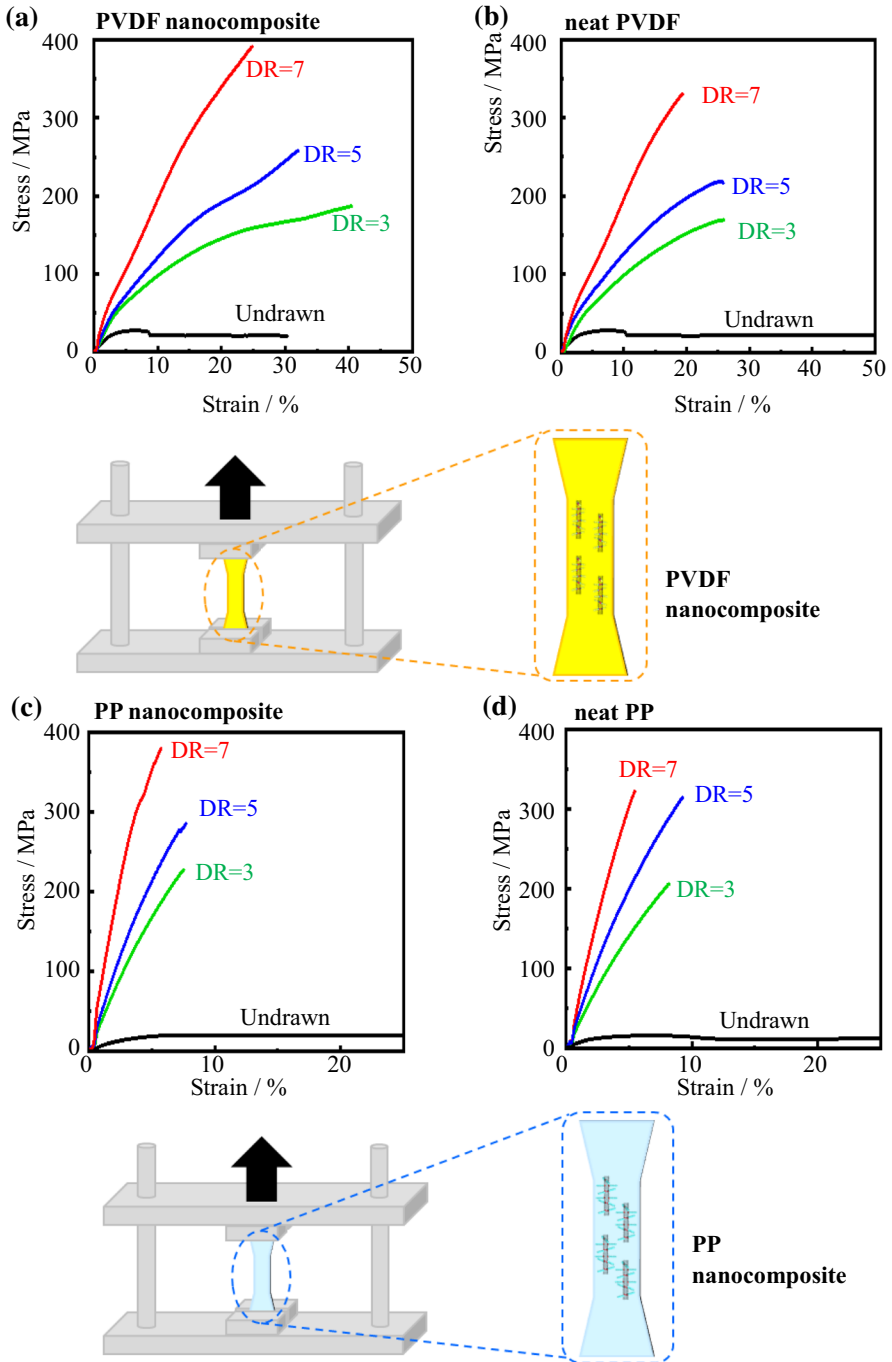 (a)
PVDF nanocomposite
400
300
200
100
0
Stress / MPa
DR=7
DR=5
DR=3
Undrawn
0 10 20 30 40 50
Strain / %
(b)
neat PVDF
400
300
200
100
0
Stress / MPa
DR=7
DR=5
DR=3
Undrawn
0 10 20 30 40 50
Strain / %
PVDF
nanocomposite
(c)
PP nanocomposite
400
300
200
100
0
Stress / MPa
DR=7
DR=5
DR=3
Undrawn
0 10 20
Strain / %
(d)
neat PP
400
300
200
100
0
Stress / MPa
DR=7
DR=5
DR=3
Undrawn
0 10 20
Strain / %
PP
nanocomposite